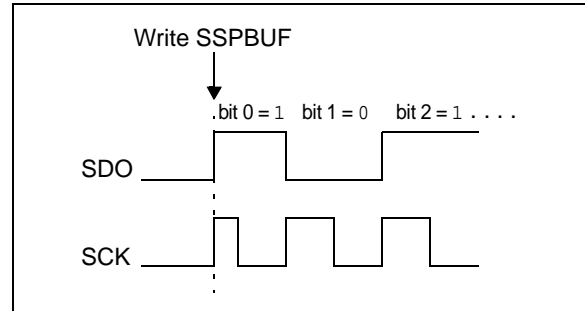 Write SSPBUF
bit 0 = 1 bit 1 = 0 bit 2 = 1 . . . .
SDO
SCK